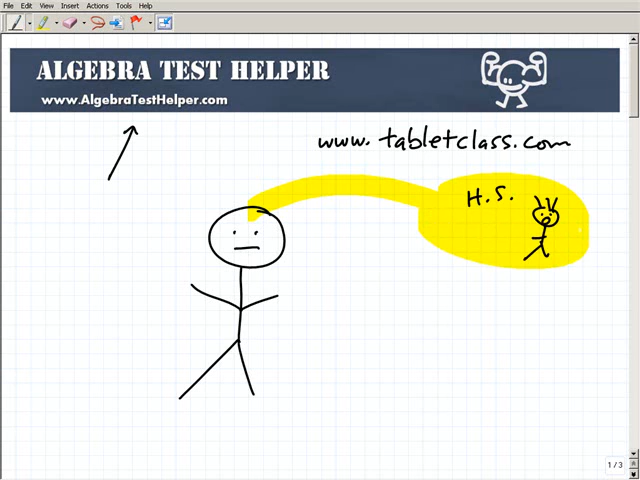 File Edit View Insert Actions Tools Help
ALGEBRA TEST HELPER
www.AlgebraTestHelper.com
www.tabletclass.com
H.S.
1 / 3